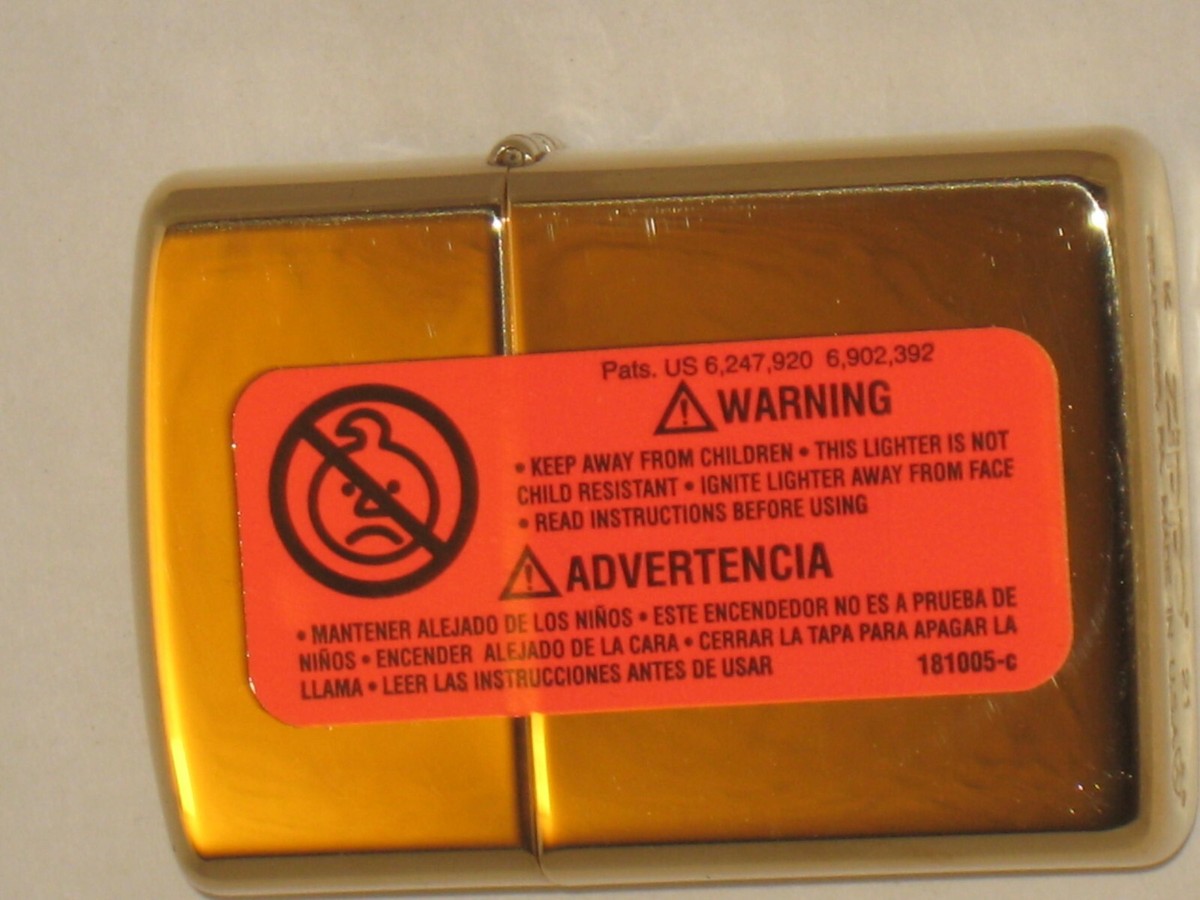 Pats. US 6,247,920 6,902,392
WARNING
• KEEP AWAY FROM CHILDREN • THIS LIGHTER IS NOT
CHILD RESISTANT • IGNITE LIGHTER AWAY FROM FACE
• READ INSTRUCTIONS BEFORE USING
ADVERTENCIA
• MANTENER ALEJADO DE LOS NIÑOS • ESTE ENCENDEDOR NO ES A PRUEBA DE
NIÑOS • ENCENDER ALEJADO DE LA CARA • CERRAR LA TAPA PARA APAGAR LA
LLAMA • LEER LAS INSTRUCCIONES ANTES DE USAR
181005-c